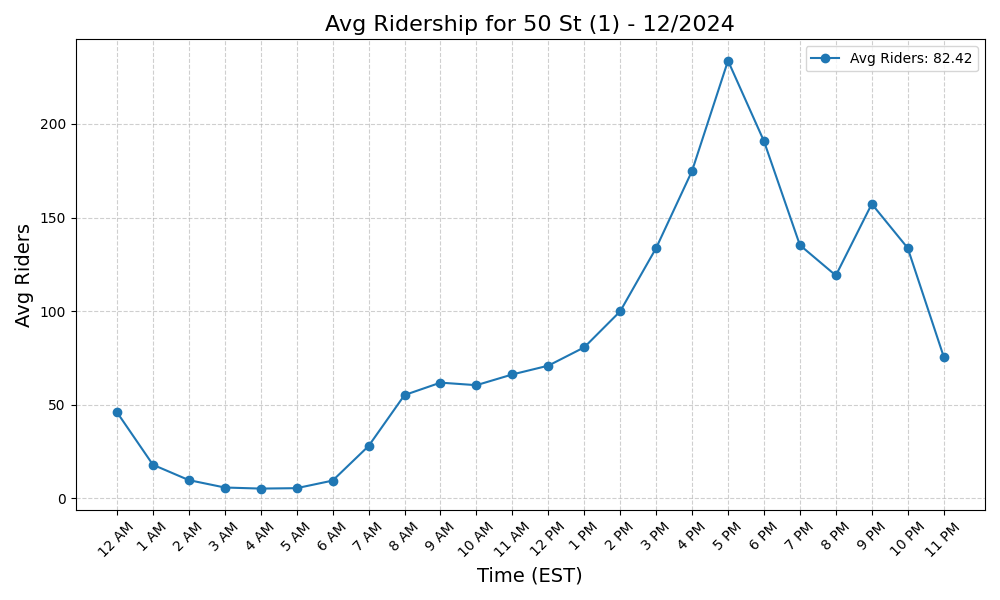 Avg Ridership for 50 St (1) - 12/2024
Avg Riders: 82.42
Avg Riders
200
150
100
50
0
12 AM
1 AM
2 AM
3 AM
4 AM
5 AM
6 AM
7 AM
8 AM
9 AM
10 AM
11 AM
12 PM
1 PM
2 PM
3 PM
4 PM
5 PM
6 PM
7 PM
8 PM
9 PM
10 PM
11 PM
Time (EST)